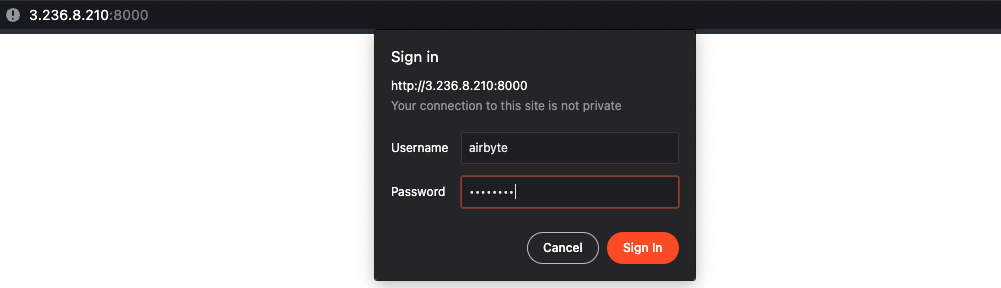 3.236.8.210:8000
Sign in
http://3.236.8.210:8000
Your connection to this site is not private
Username airbyte
Password ••••••••
Cancel Sign In